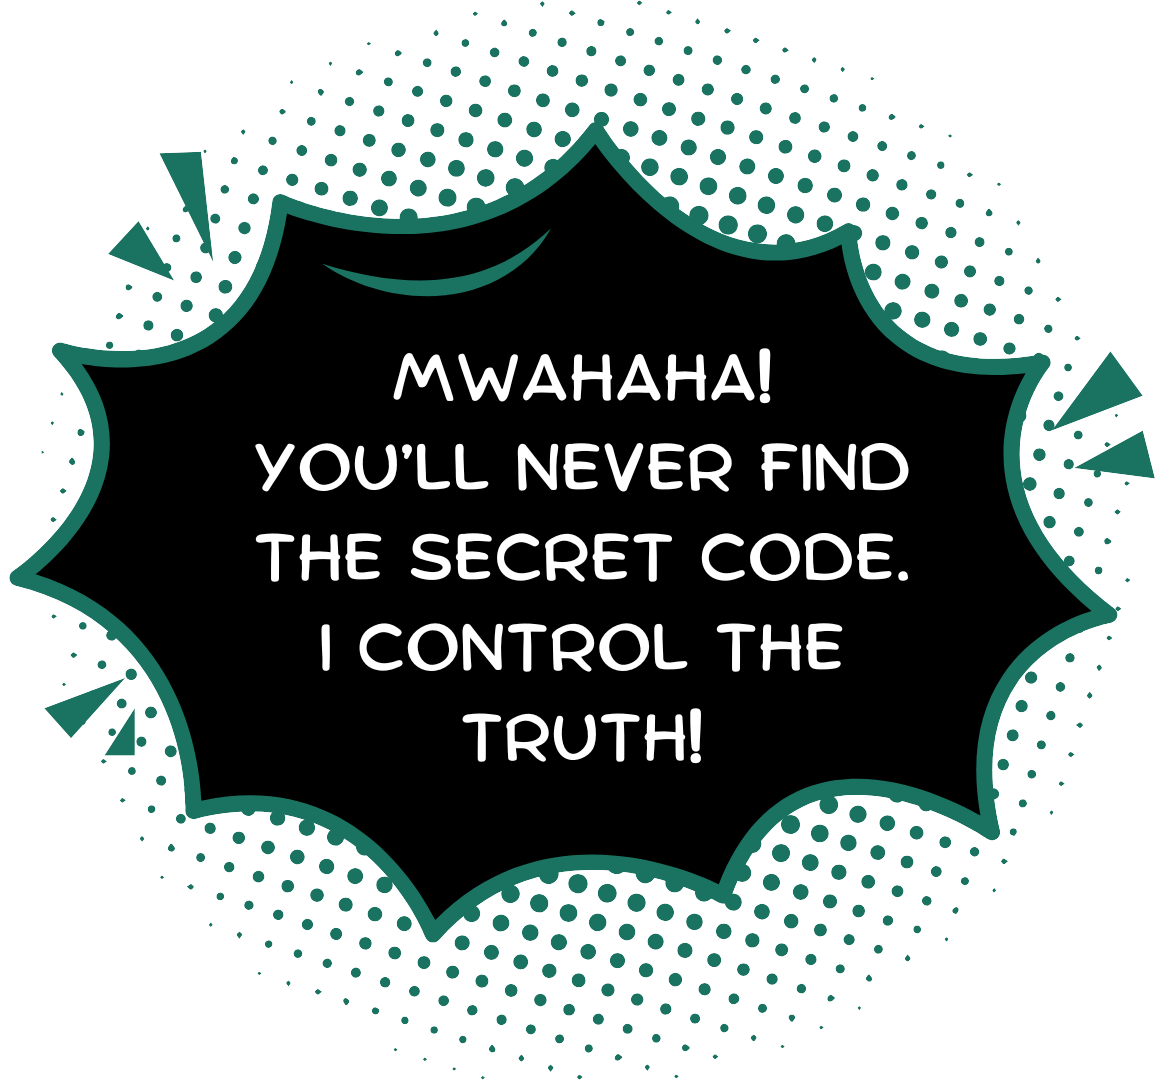 MWAHAHA!
YOU’LL NEVER FIND
THE SECRET CODE.
I CONTROL THE
TRUTH!